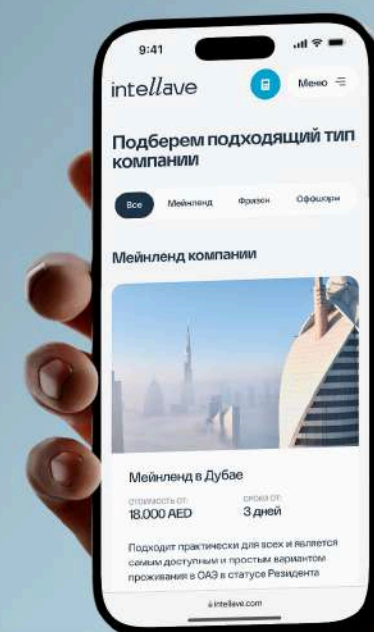 9:41
intellave
Меню
Подберем подходящий тип
компании
Все Мейнленд Фризон Оффшоры
Мейнленд компании
Мейнленд в Дубае
СТОИМОСТЬ ОТ: СРОКИ ОТ:
18.000 AED 3 дней
Подходит практически для всех и является
самым доступным и простым вариантом
проживания в ОАЭ в статусе Резидента
intellave.com